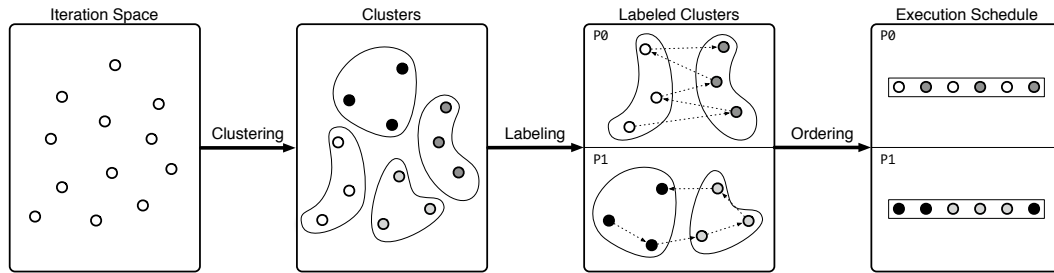 Iteration Space
Clusters
Labeled Clusters
Execution Schedule
P0
P0
Clustering
Labeling
Ordering
P1
P1